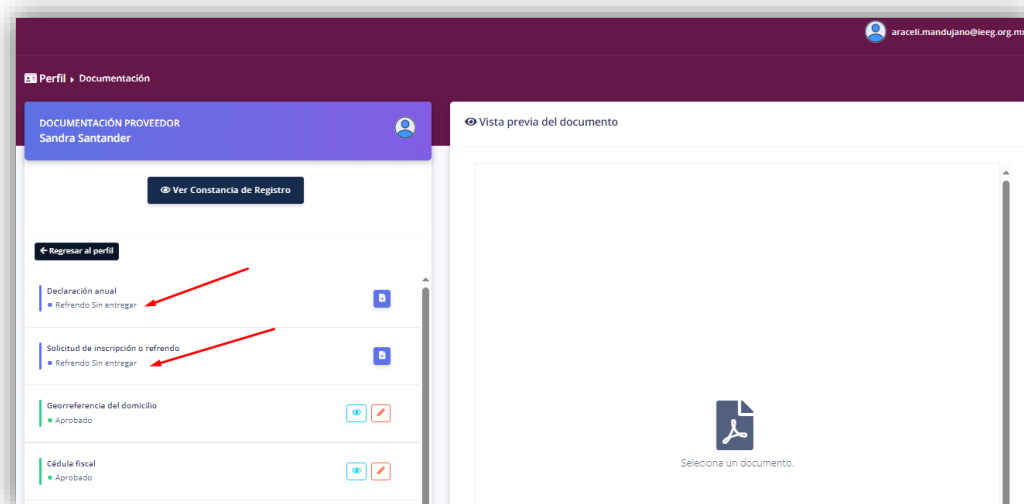 araceli.mandujano@ieeg.org.mx
Perfil ▸ Documentación
DOCUMENTACIÓN PROVEEDOR
Sandra Santander
Ver Constancia de Registro
Regresar al perfil
Declaración anual
Refrendo Sin entregar
Solicitud de inscripción o refrendo
Refrendo Sin entregar
Georreferencia del domicilio
Aprobado
Cédula fiscal
Aprobado
Vista previa del documento
Seleciona un documento.